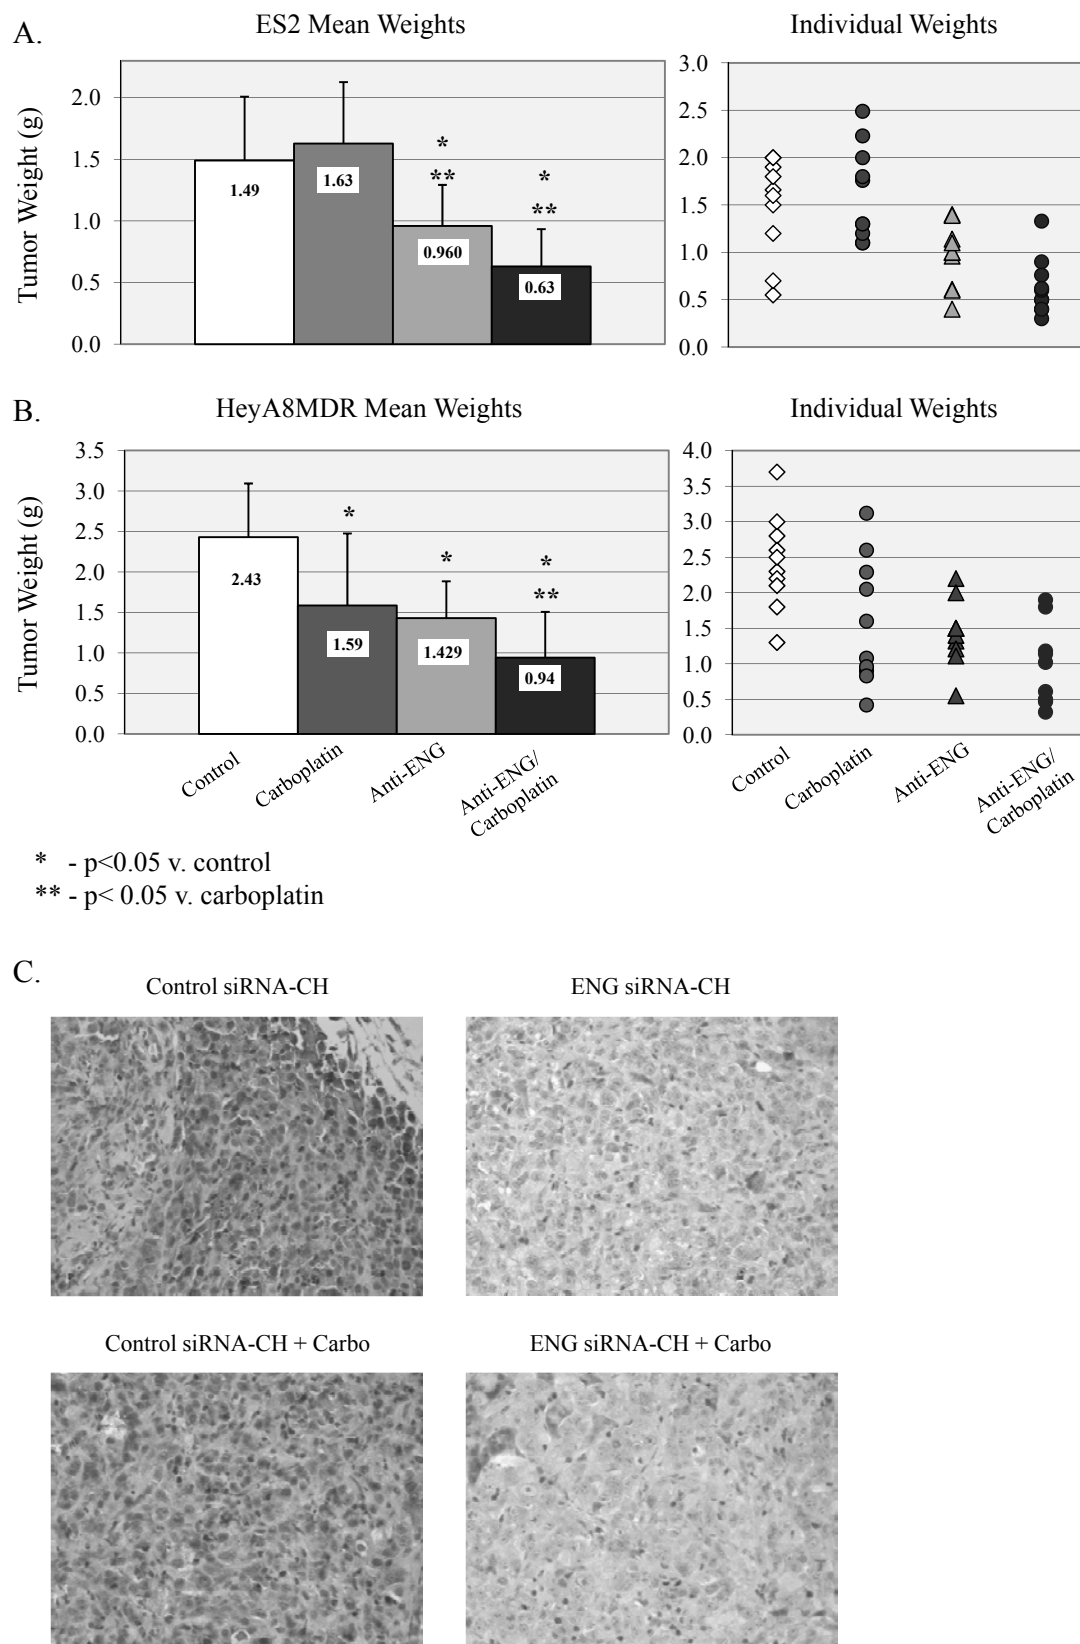 A.
ES2 Mean Weights
Individual Weights
Tumor Weight (g)
2.0
1.5
1.0
0.5
0.0
1.49
1.63
*
**
0.960
*
**
0.63
3.0
2.5
2.0
1.5
1.0
0.5
0.0
B.
HeyA8MDR Mean Weights
Individual Weights
Tumor Weight (g)
3.5
3.0
2.5
2.0
1.5
1.0
0.5
0.0
2.43
*
1.59
*
1.429
*
**
0.94
Control
Carboplatin
Anti-ENG
Anti-ENG/
Carboplatin
4.0
3.5
3.0
2.5
2.0
1.5
1.0
0.5
0.0
Control
Carboplatin
Anti-ENG
Anti-ENG/
Carboplatin
* - p<0.05 v. control
** - p< 0.05 v. carboplatin
C.
Control siRNA-CH
ENG siRNA-CH
Control siRNA-CH + Carbo
ENG siRNA-CH + Carbo